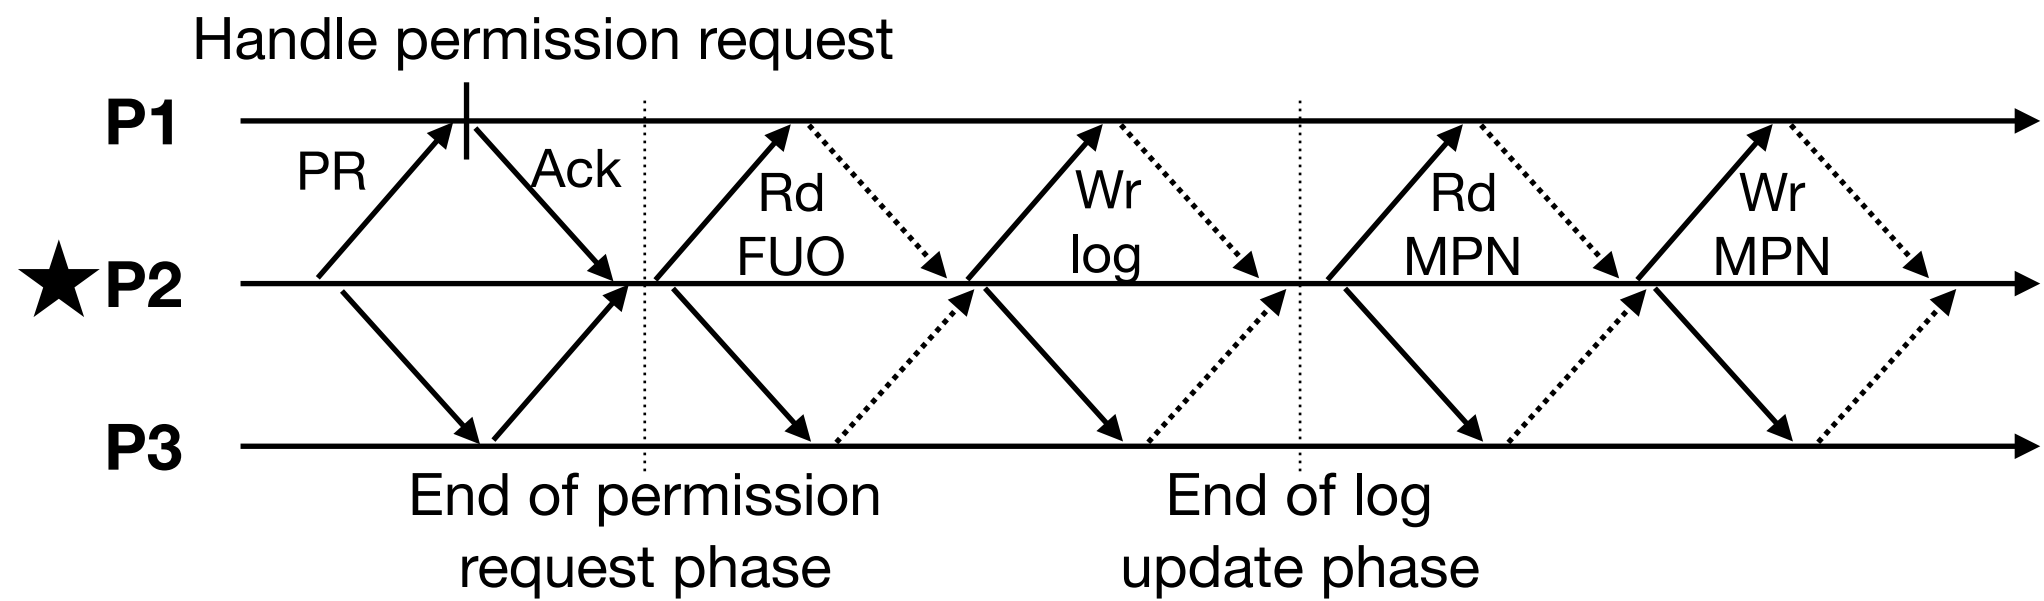 Handle permission request
P1
PR
Ack
Rd
FUO
Wr
log
Rd
MPN
Wr
MPN
P2
P3
End of permission
request phase
End of log
update phase